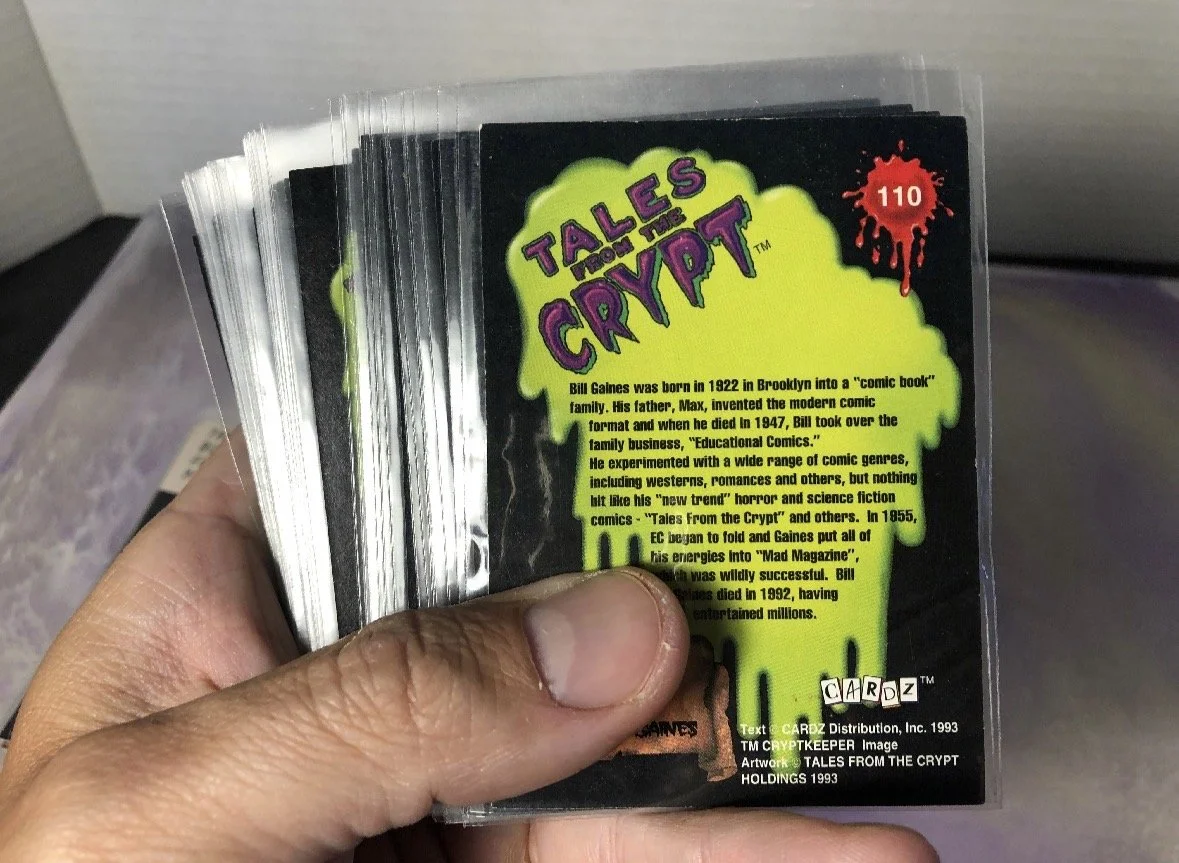 TALES
FROM THE
CRYPT™
110
Bill Gaines was born in 1922 in Brooklyn into a "comic book"
family. His father, Max, invented the modern comic
format and when he died in 1947, Bill took over the
family business, "Educational Comics."
He experimented with a wide range of comic genres,
including westerns, romances and others, but nothing
hit like his "new trend" horror and science fiction
comics - "Tales From the Crypt" and others. In 1955,
EC began to fold and Gaines put all of
his energies into "Mad Magazine",
which was wildly successful. Bill
Gaines died in 1992, having
entertained millions.
CARDZ™
GAINES
Text © CARDZ Distribution, Inc. 1993
TM CRYPTKEEPER Image
Artwork © TALES FROM THE CRYPT
HOLDINGS 1993